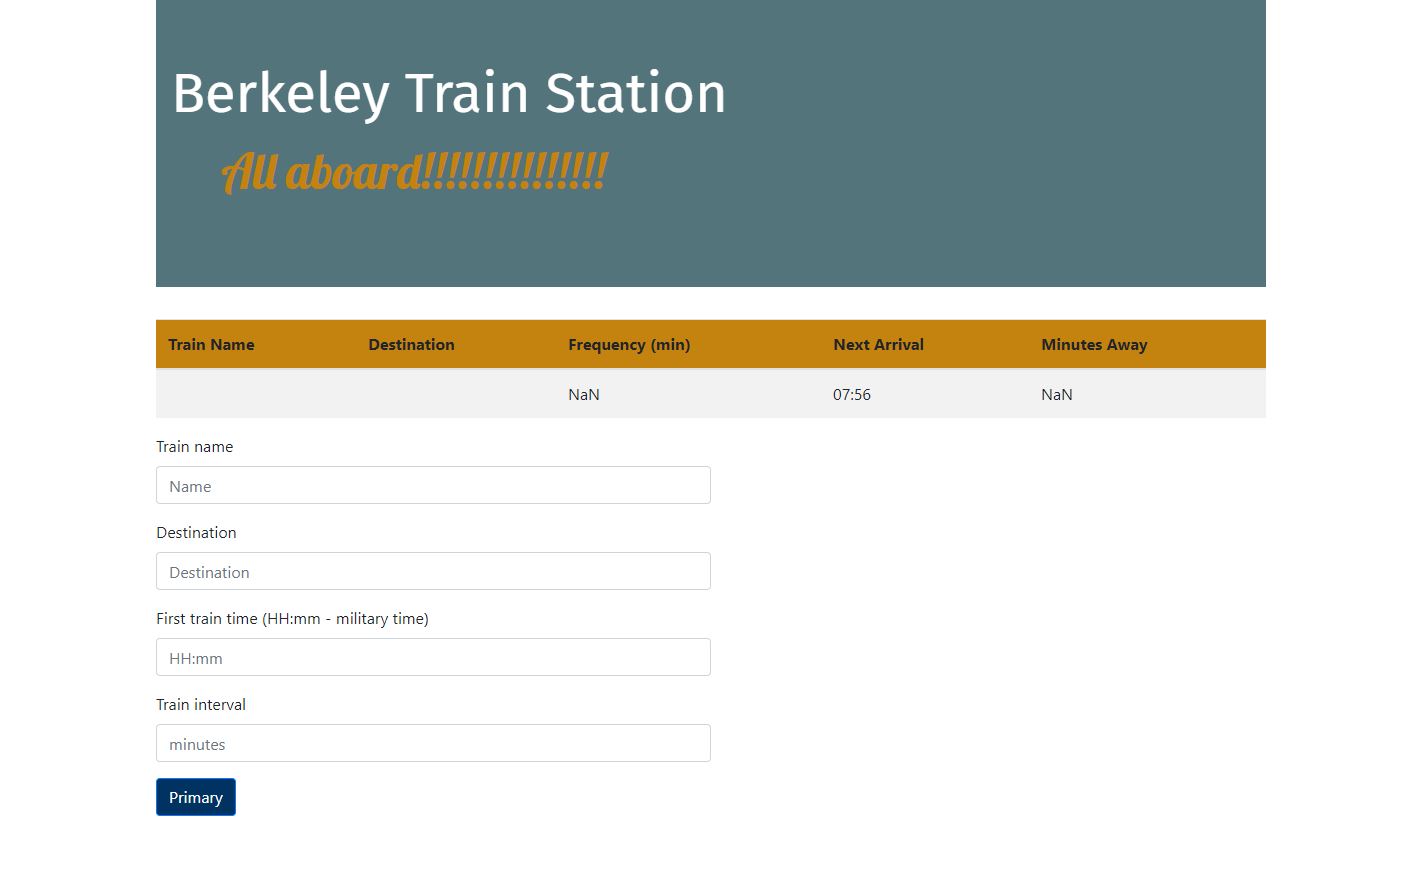 Berkeley Train Station
All aboard!!!!!!!!!!!!!!!
Train Name Destination Frequency (min) Next Arrival Minutes Away
NaN 07:56 NaN
Train name
Name
Destination
Destination
First train time (HH:mm - military time)
HH:mm
Train interval
minutes
Primary